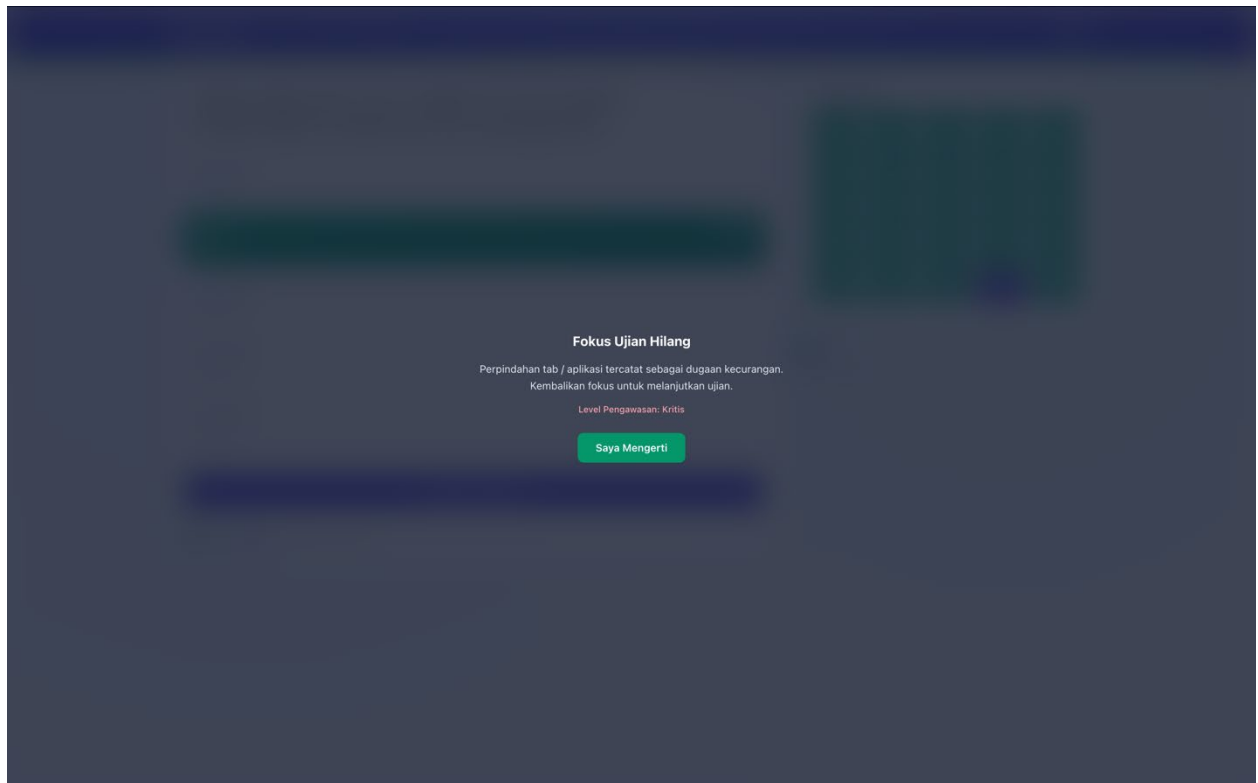 Fokus Ujian Hilang
Perpindahan tab / aplikasi tercatat sebagai dugaan kecurangan.
Kembalikan fokus untuk melanjutkan ujian.
Level Pengawasan: Kritis
Saya Mengerti